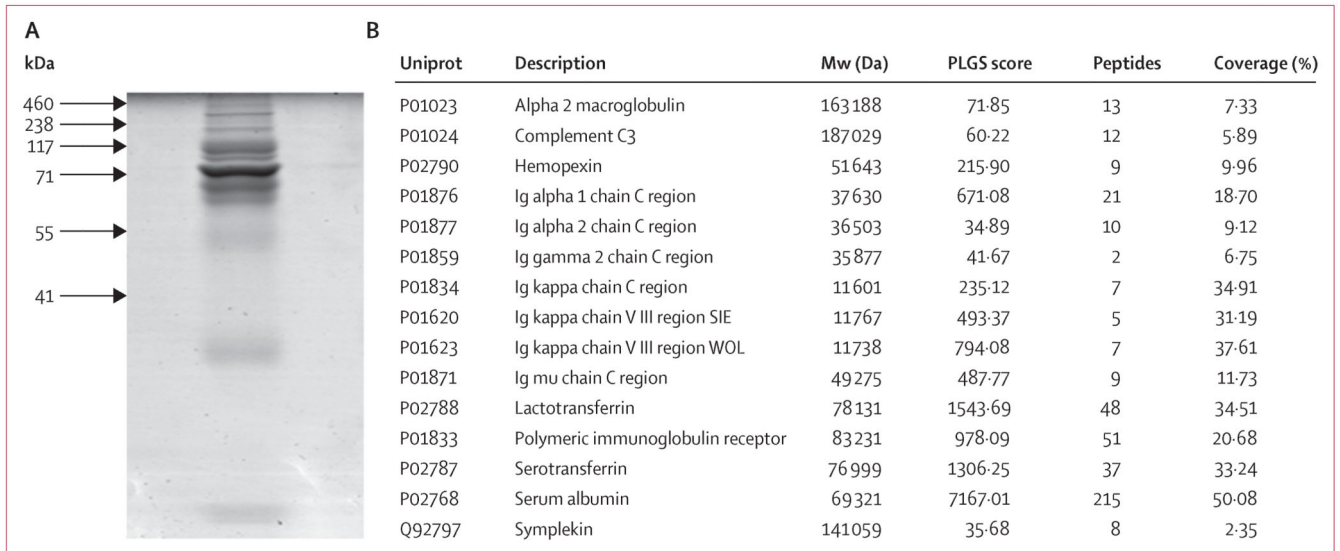 A
kDa
460
238
117
71
55
41
B
Uniprot Description Mw (Da) PLGS score Peptides Coverage (%)
P01023 Alpha 2 macroglobulin 163188 71·85 13 7·33
P01024 Complement C3 187029 60·22 12 5·89
P02790 Hemopexin 51643 215·90 9 9·96
P01876 Ig alpha 1 chain C region 37630 671·08 21 18·70
P01877 Ig alpha 2 chain C region 36503 34·89 10 9·12
P01859 Ig gamma 2 chain C region 35877 41·67 2 6·75
P01834 Ig kappa chain C region 11601 235·12 7 34·91
P01620 Ig kappa chain V III region SIE 11767 493·37 5 31·19
P01623 Ig kappa chain V III region WOL 11738 794·08 7 37·61
P01871 Ig mu chain C region 49275 487·77 9 11·73
P02788 Lactotransferrin 78131 1543·69 48 34·51
P01833 Polymeric immunoglobulin receptor 83231 978·09 51 20·68
P02787 Serotransferrin 76999 1306·25 37 33·24
P02768 Serum albumin 69321 7167·01 215 50·08
Q92797 Symplekin 141059 35·68 8 2·35